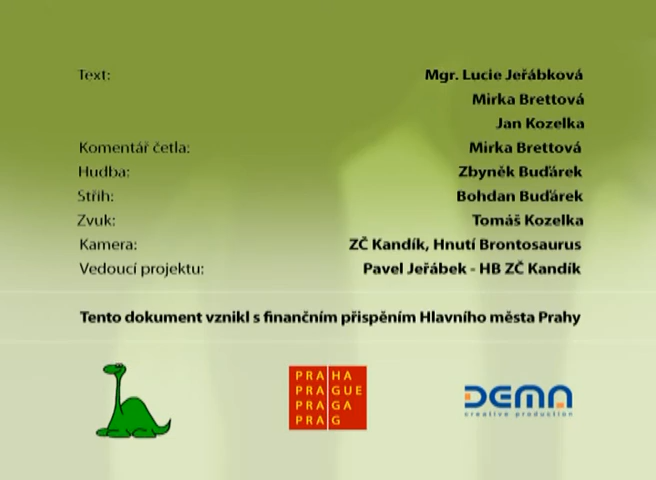 Text: Mgr. Lucie Jeřábková
Mirka Brettová
Jan Kozelka
Komentář četla: Mirka Brettová
Hudba: Zbyněk Buďárek
Střih: Bohdan Buďárek
Zvuk: Tomáš Kozelka
Kamera: ZČ Kandík, Hnutí Brontosaurus
Vedoucí projektu: Pavel Jeřábek - HB ZČ Kandík
Tento dokument vznikl s finančním přispěním Hlavního města Prahy
PRAHA
PRAGUE
PRAGA
PRAG
DEMA
creative production